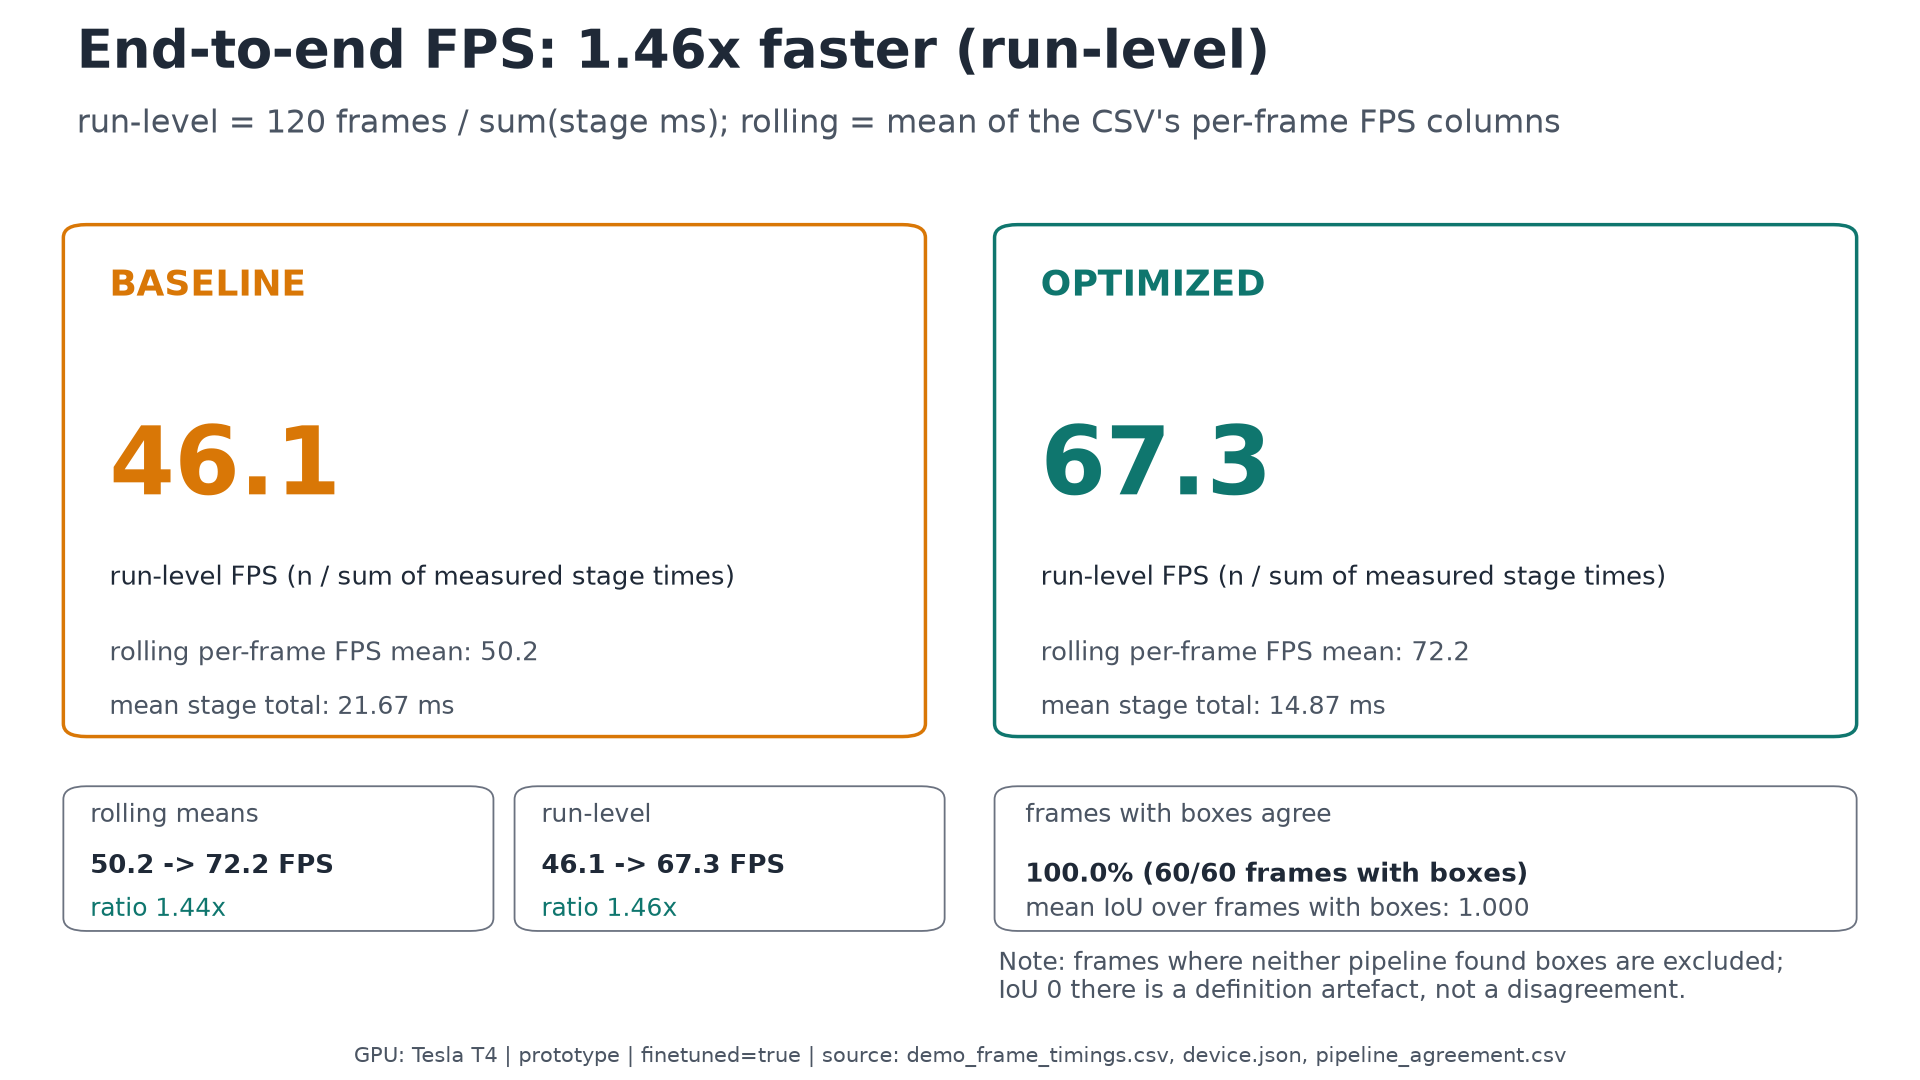 End-to-end FPS: 1.46x faster (run-level)
run-level = 120 frames / sum(stage ms); rolling = mean of the CSV's per-frame FPS columns
BASELINE
46.1
run-level FPS (n / sum of measured stage times)
rolling per-frame FPS mean: 50.2
mean stage total: 21.67 ms
OPTIMIZED
67.3
run-level FPS (n / sum of measured stage times)
rolling per-frame FPS mean: 72.2
mean stage total: 14.87 ms
rolling means
50.2 -> 72.2 FPS
ratio 1.44x
run-level
46.1 -> 67.3 FPS
ratio 1.46x
frames with boxes agree
100.0% (60/60 frames with boxes)
mean IoU over frames with boxes: 1.000
Note: frames where neither pipeline found boxes are excluded;
IoU 0 there is a definition artefact, not a disagreement.
GPU: Tesla T4 | prototype | finetuned=true | source: demo_frame_timings.csv, device.json, pipeline_agreement.csv